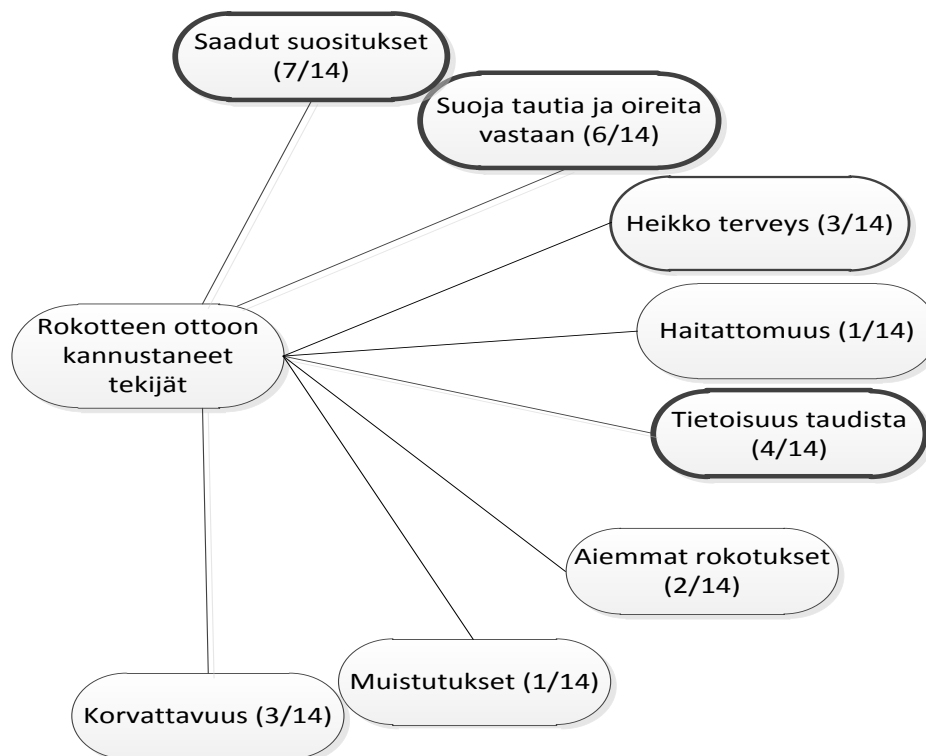 Saadut suositukset
(7/14)
Suoja tautia ja oireita
vastaan (6/14)
Heikko terveys (3/14)
Haitattomuus (1/14)
Rokotteen ottoon
kannustaneet
tekijät
Tietoisuus taudista
(4/14)
Aiemmat rokotukset
(2/14)
Muistutukset (1/14)
Korvattavuus (3/14)